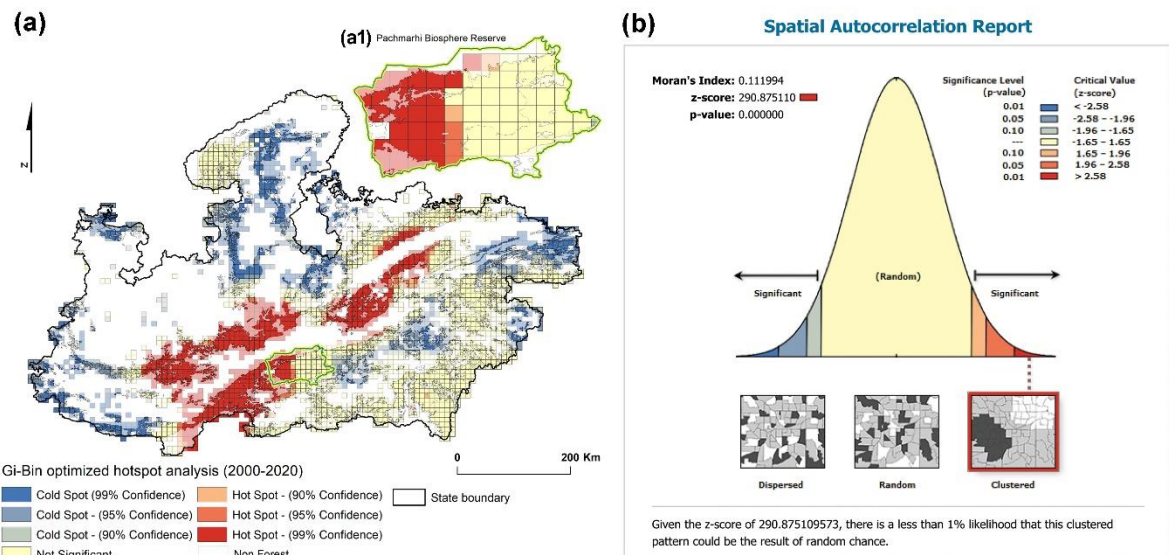 (a)
(a1) Pachmarhi Biosphere Reserve
Z
0 200 Km
Gi-Bin optimized hotspot analysis (2000-2020)
Cold Spot (99% Confidence)
Cold Spot - (95% Confidence)
Cold Spot - (90% Confidence)
Not Significant
Hot Spot - (90% Confidence)
Hot Spot - (95% Confidence)
Hot Spot - (99% Confidence)
Non Forest
State boundary
(b)
Spatial Autocorrelation Report
Moran's Index: 0.111994
z-score: 290.875110
p-value: 0.000000
Significance Level Critical Value
(p-value) (z-score)
0.01 < -2.58
0.05 -2.58 - -1.96
0.10 -1.96 - -1.65
--- -1.65 - 1.65
0.10 1.65 - 1.96
0.05 1.96 - 2.58
0.01 > 2.58
(Random)
Significant Significant
Dispersed Random Clustered
Given the z-score of 290.875109573, there is a less than 1% likelihood that this clustered
pattern could be the result of random chance.